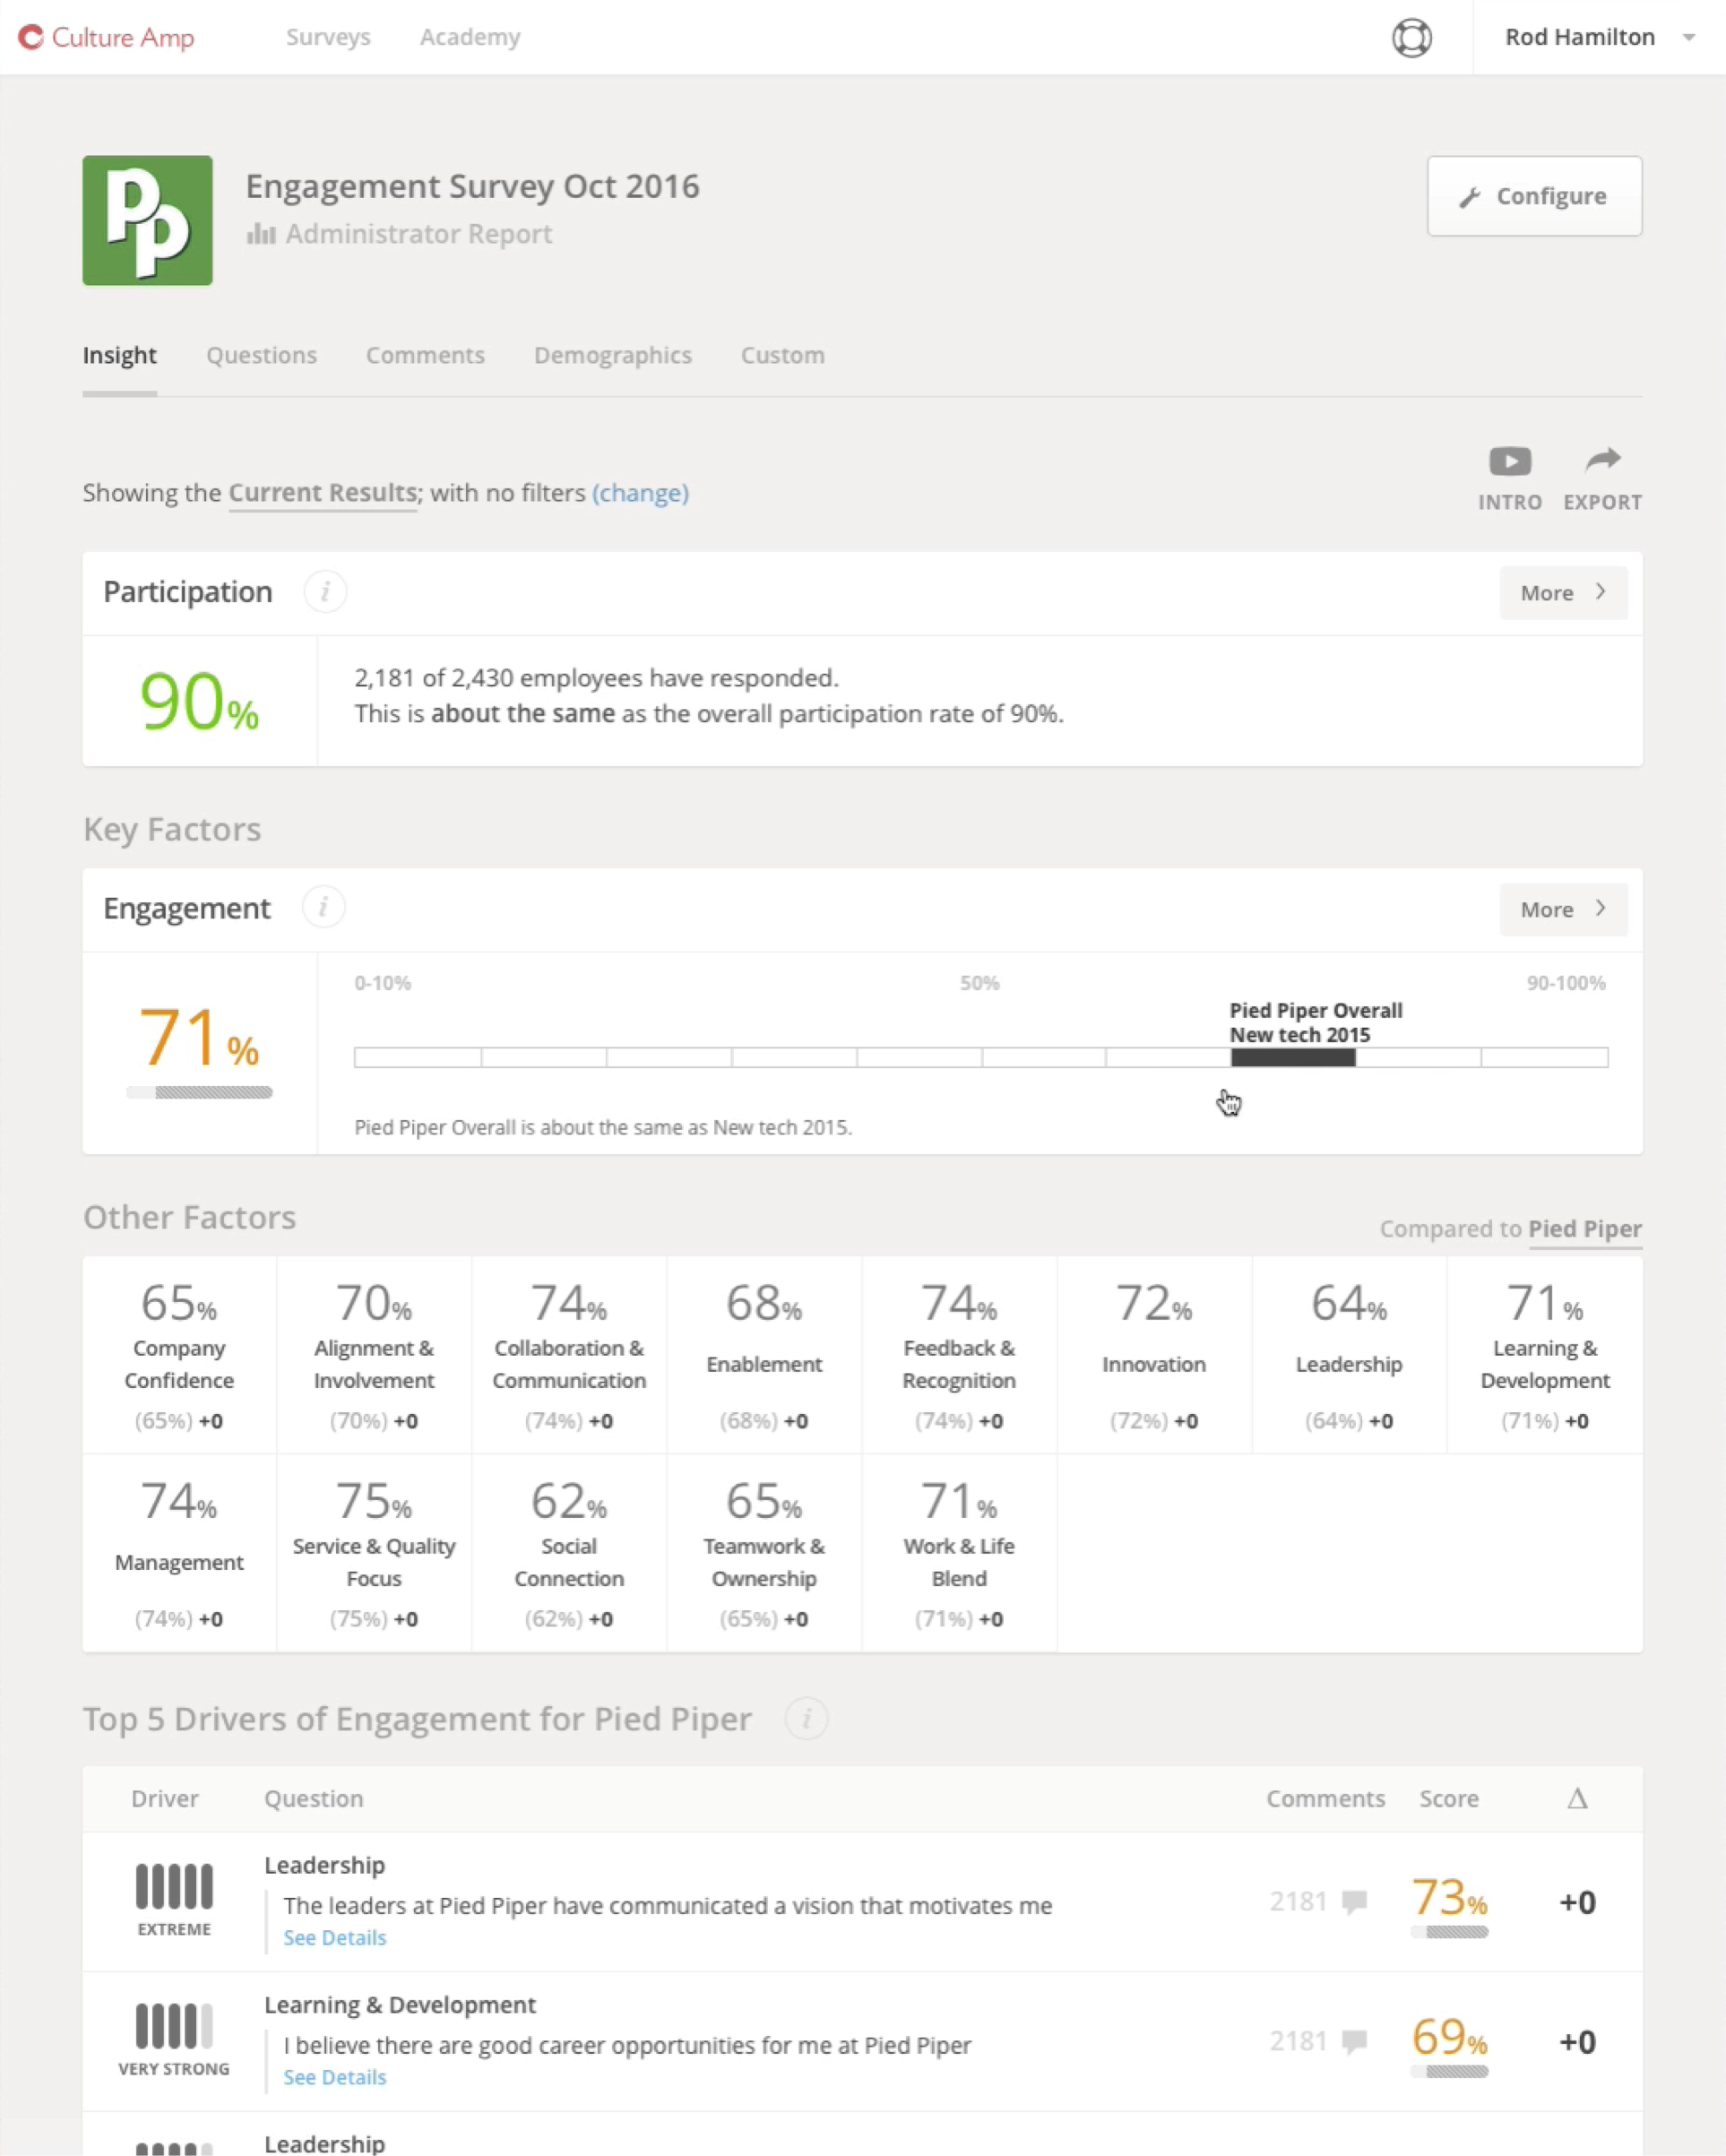 Culture Amp
Surveys
Academy
Rod Hamilton
Pp
Engagement Survey Oct 2016
Administrator Report
Configure
Insight
Questions
Comments
Demographics
Custom
Showing the Current Results; with no filters (change)
INTRO
EXPORT
Participation
i
More
90%
2,181 of 2,430 employees have responded.
This is about the same as the overall participation rate of 90%.
Key Factors
Engagement
i
More
71%
0-10%
50%
90-100%
Pied Piper Overall
New tech 2015
Pied Piper Overall is about the same as New tech 2015.
Other Factors
Compared to Pied Piper
65%
Company
Confidence
(65%) +0
70%
Alignment &
Involvement
(70%) +0
74%
Collaboration &
Communication
(74%) +0
68%
Enablement
(68%) +0
74%
Feedback &
Recognition
(74%) +0
72%
Innovation
(72%) +0
64%
Leadership
(64%) +0
71%
Learning &
Development
(71%) +0
74%
Management
(74%) +0
75%
Service & Quality
Focus
(75%) +0
62%
Social
Connection
(62%) +0
65%
Teamwork &
Ownership
(65%) +0
71%
Work & Life
Blend
(71%) +0
Top 5 Drivers of Engagement for Pied Piper
i
Driver
Question
Comments
Score
Δ
EXTREME
Leadership
The leaders at Pied Piper have communicated a vision that motivates me
See Details
2181
73%
+0
VERY STRONG
Learning & Development
I believe there are good career opportunities for me at Pied Piper
See Details
2181
69%
+0
Leadership